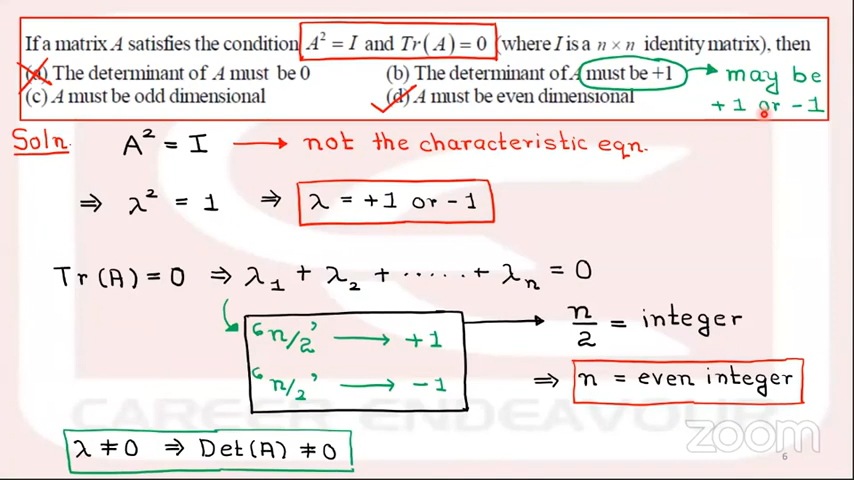 If a matrix A satisfies the condition A² = I and Tr(A) = 0 (where I is a n × n identity matrix), then
(a) The determinant of A must be 0 (b) The determinant of A must be +1 → may be
(c) A must be odd dimensional (d) A must be even dimensional +1 or -1
Soln. A² = I → not the characteristic eqn.
⇒ λ² = 1 ⇒ λ = +1 or -1
Tr(A) = 0 ⇒ λ₁ + λ₂ + ..... + λₙ = 0
'n/2' → +1 → n/2 = integer
'n/2' → -1 ⇒ n = even integer
CAREER ENDEAVOUR
λ ≠ 0 ⇒ Det(A) ≠ 0
zoom
6